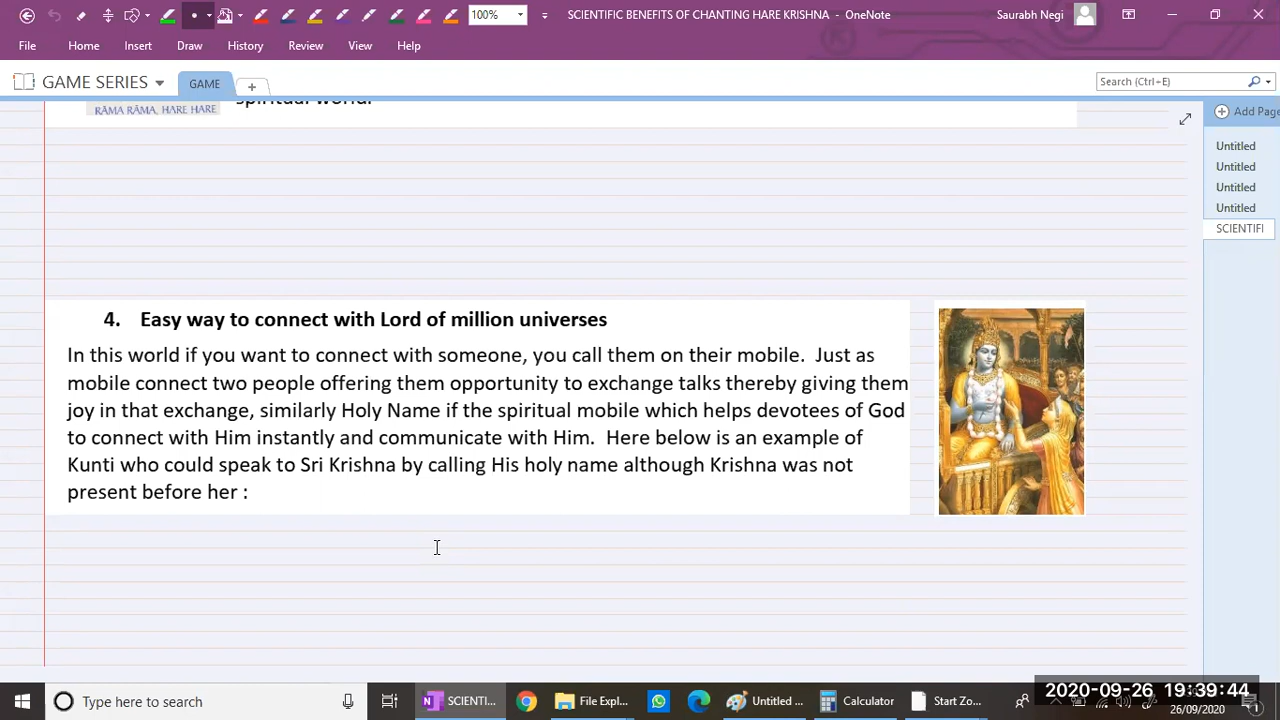 100%
SCIENTIFIC BENEFITS OF CHANTING HARE KRISHNA - OneNote
Saurabh Negi
File Home Insert Draw History Review View Help
GAME SERIES
GAME
Search (Ctrl+E)
RĀMA RĀMA, HARE HARE
spiritual world.
Add Page
Untitled
Untitled
Untitled
Untitled
SCIENTIFI
4. Easy way to connect with Lord of million universes
In this world if you want to connect with someone, you call them on their mobile. Just as
mobile connect two people offering them opportunity to exchange talks thereby giving them
joy in that exchange, similarly Holy Name if the spiritual mobile which helps devotees of God
to connect with Him instantly and communicate with Him. Here below is an example of
Kunti who could speak to Sri Krishna by calling His holy name although Krishna was not
present before her :
Type here to search
SCIENTI...
File Expl...
Untitled ...
Calculator
Start Zo...
2020-09-26 19:39:44
26/09/2020